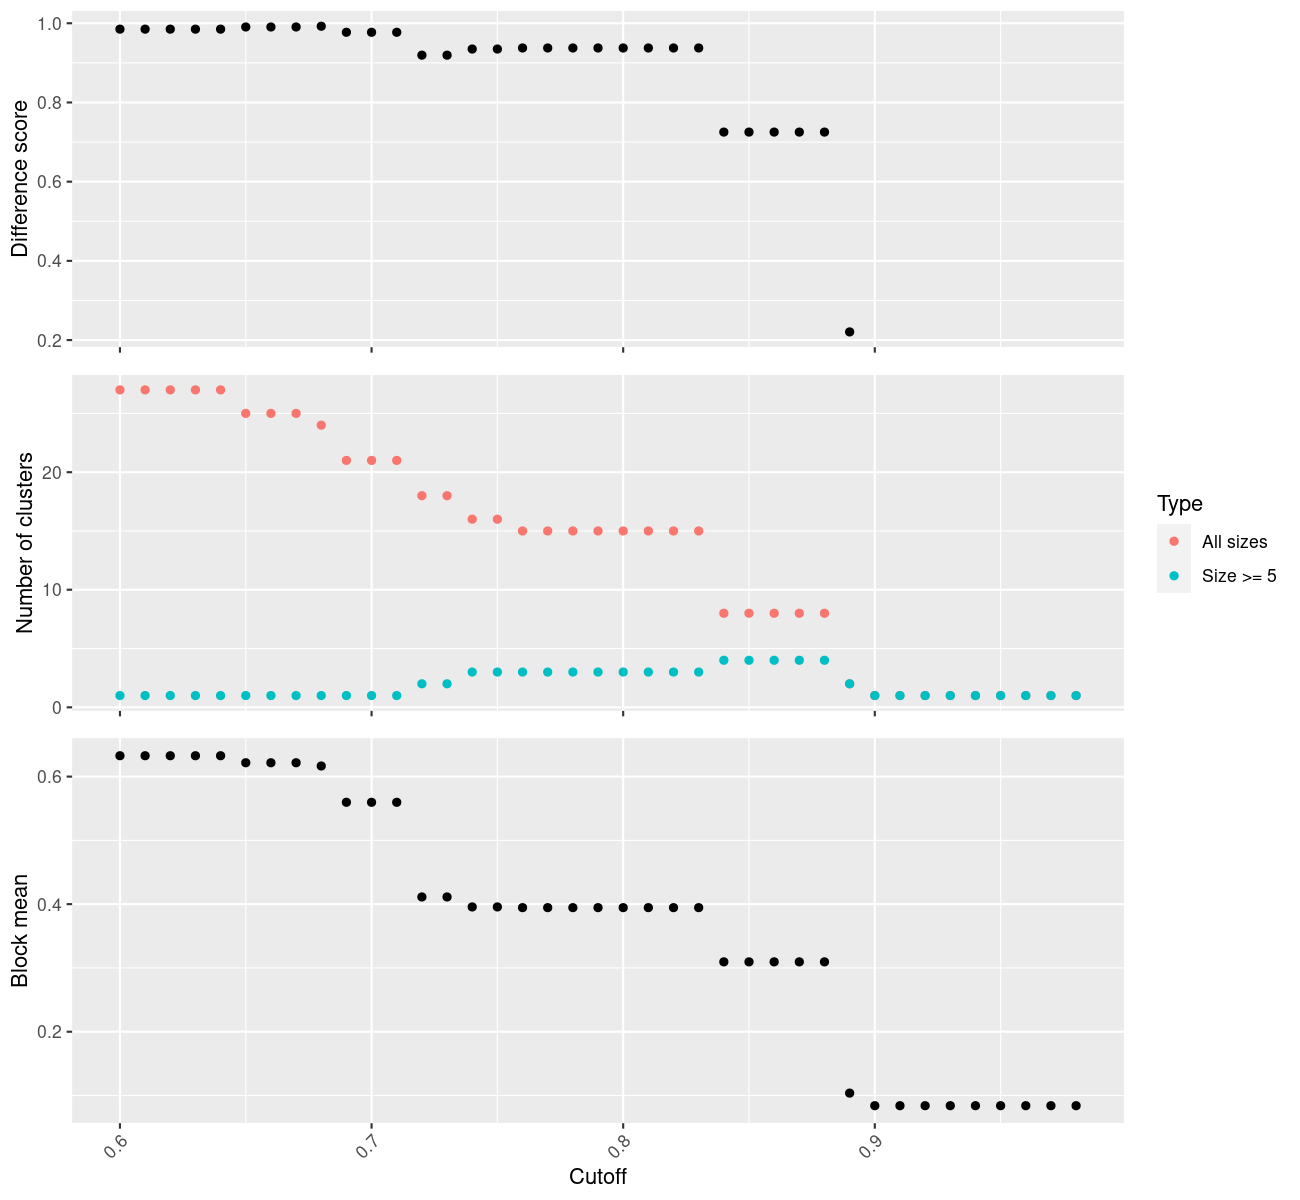 Difference score
1.0
0.8
0.6
0.4
0.2
Number of clusters
20
10
0
Type
All sizes
Size >= 5
Block mean
0.6
0.4
0.2
0.6
0.7
0.8
0.9
Cutoff